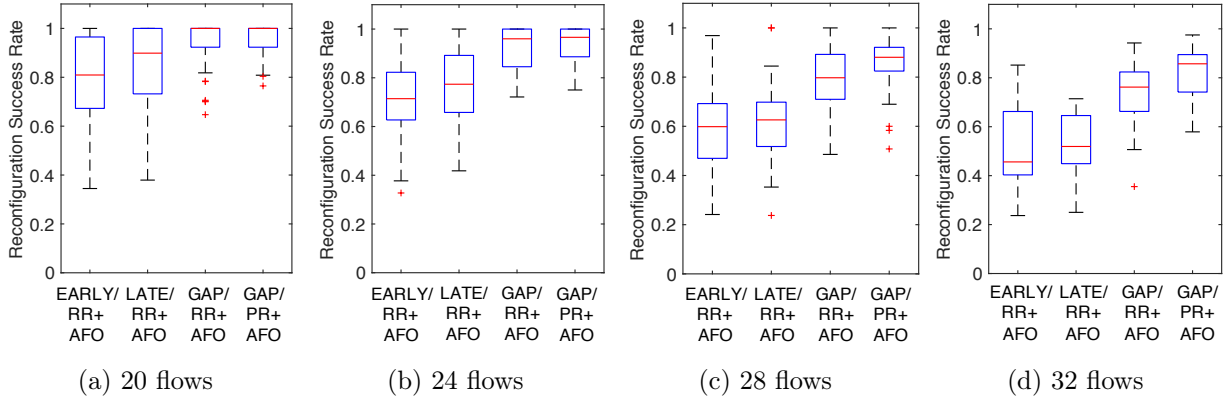 Reconfiguration Success Rate
1
0.8
0.6
0.4
0.2
0
EARLY/
RR+
AFO
LATE/
RR+
AFO
GAP/
RR+
AFO
GAP/
PR+
AFO
(a) 20 flows
Reconfiguration Success Rate
1
0.8
0.6
0.4
0.2
0
EARLY/
RR+
AFO
LATE/
RR+
AFO
GAP/
RR+
AFO
GAP/
PR+
AFO
(b) 24 flows
Reconfiguration Success Rate
1
0.8
0.6
0.4
0.2
0
EARLY/
RR+
AFO
LATE/
RR+
AFO
GAP/
RR+
AFO
GAP/
PR+
AFO
(c) 28 flows
Reconfiguration Success Rate
1
0.8
0.6
0.4
0.2
0
EARLY/
RR+
AFO
LATE/
RR+
AFO
GAP/
RR+
AFO
GAP/
PR+
AFO
(d) 32 flows